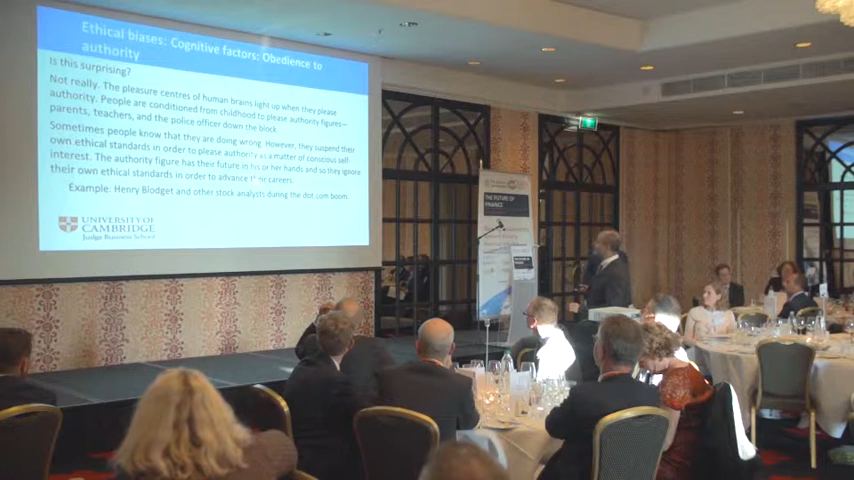 Ethical biases: Cognitive factors: Obedience to
authority
Is this surprising?
Not really. The pleasure centres of human brains light up when they please
authority. People are conditioned from childhood to please authority figures—
parents, teachers, and the police officer down the block.
Sometimes people know that they are doing wrong. However, they suspend their
own ethical standards in order to please authority as a matter of conscious self-
interest. The authority figure has their future in his or her hands and so they ignore
their own ethical standards in order to advance their careers.
Example: Henry Blodget and other stock analysts during the dot com boom
UNIVERSITY OF
CAMBRIDGE
Judge Business School
THE FUTURE OF
FINANCE